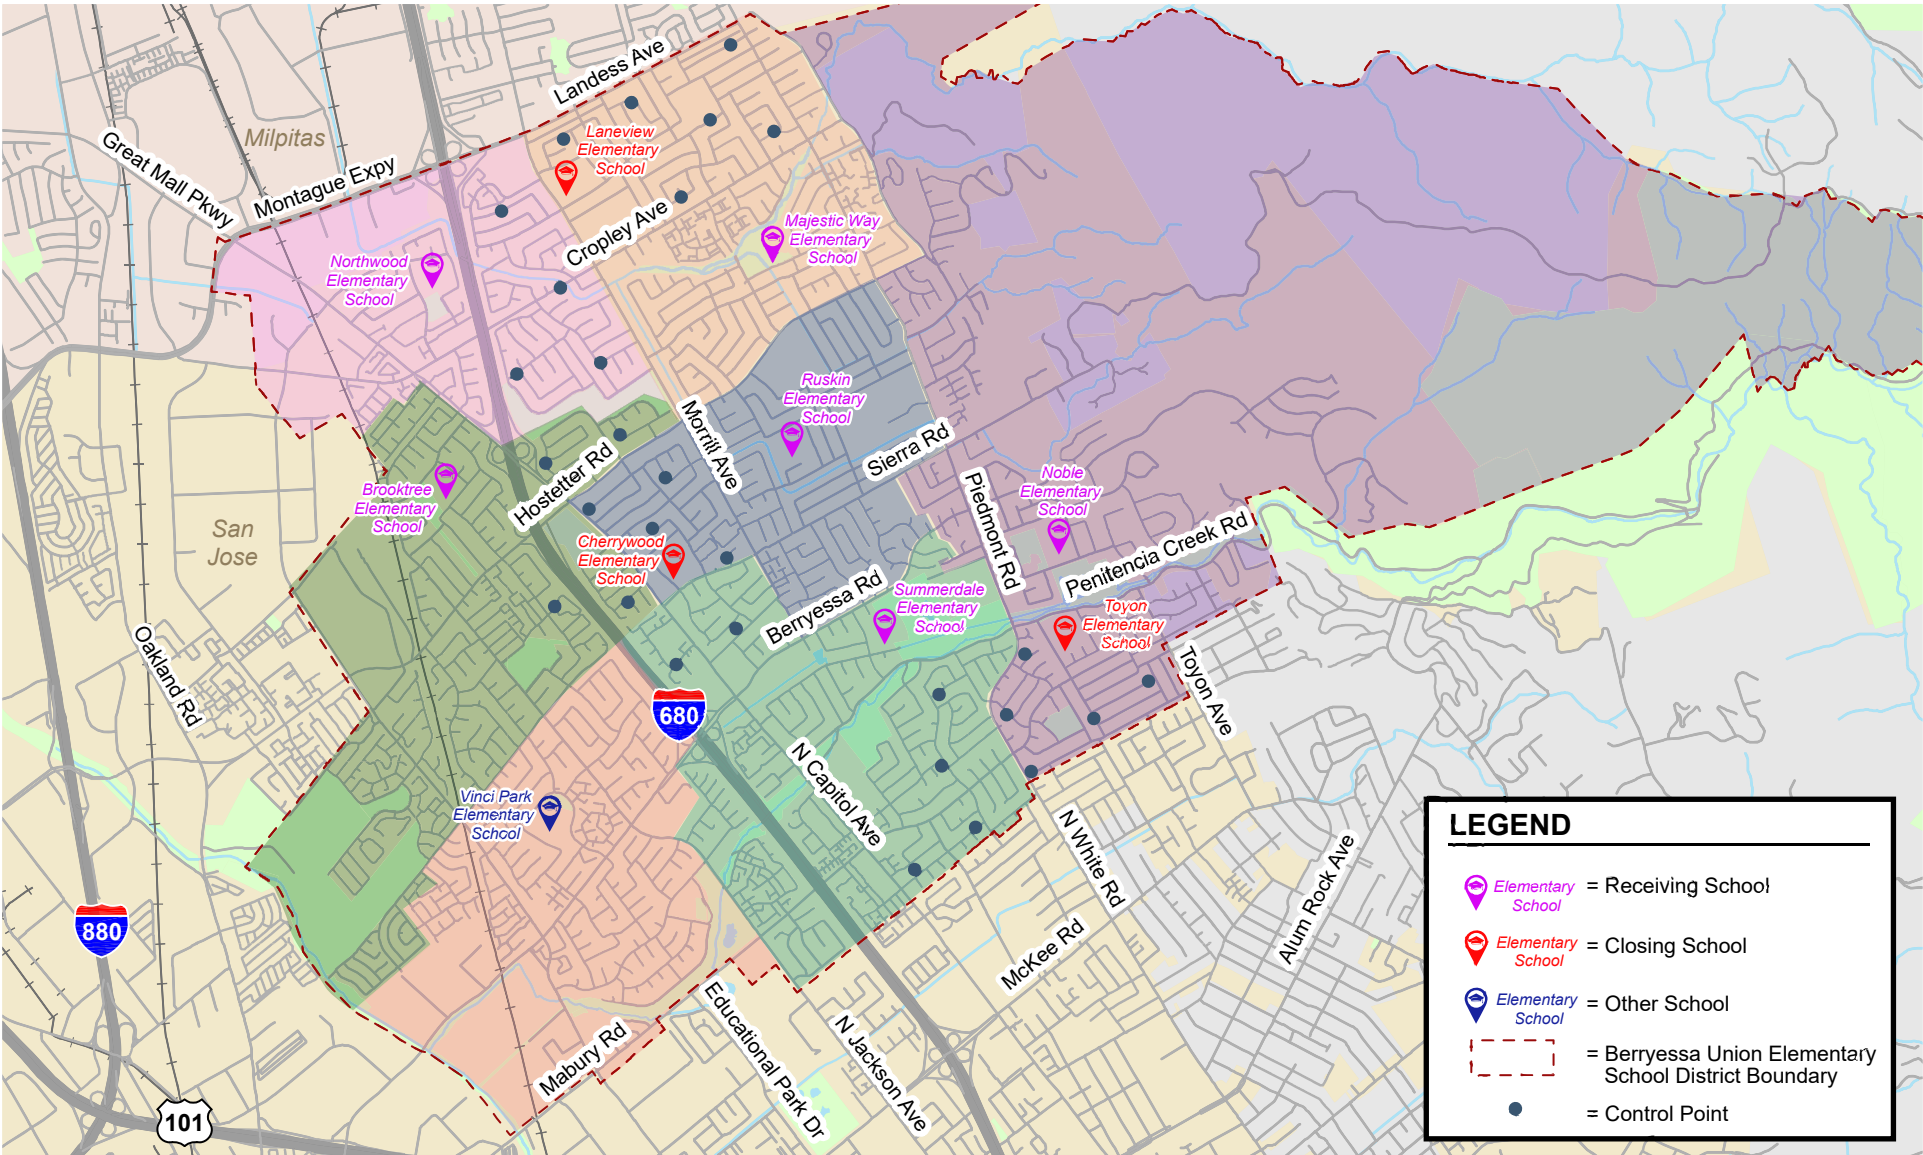 Landess Ave
Milpitas
Great Mall Pkwy
Montague Expy
Laneview
Elementary
School
Cropley Ave
Majestic Way
Elementary
School
Northwood
Elementary
School
Ruskin
Elementary
School
Morrill Ave
Sierra Rd
Hostetter Rd
Brooktree
Elementary
School
San
Jose
Cherrywood
Elementary
School
Piedmont Rd
Noble
Elementary
School
Penitencia Creek Rd
Berryessa Rd
Summerdale
Elementary
School
Toyon
Elementary
School
Toyon Ave
Oakland Rd
680
N Capitol Ave
Vinci Park
Elementary
School
N White Rd
Alum Rock Ave
McKee Rd
880
Educational Park Dr
N Jackson Ave
Mabury Rd
101
LEGEND
Elementary
School
= Receiving School
Elementary
School
= Closing School
Elementary
School
= Other School
= Berryessa Union Elementary
School District Boundary
= Control Point